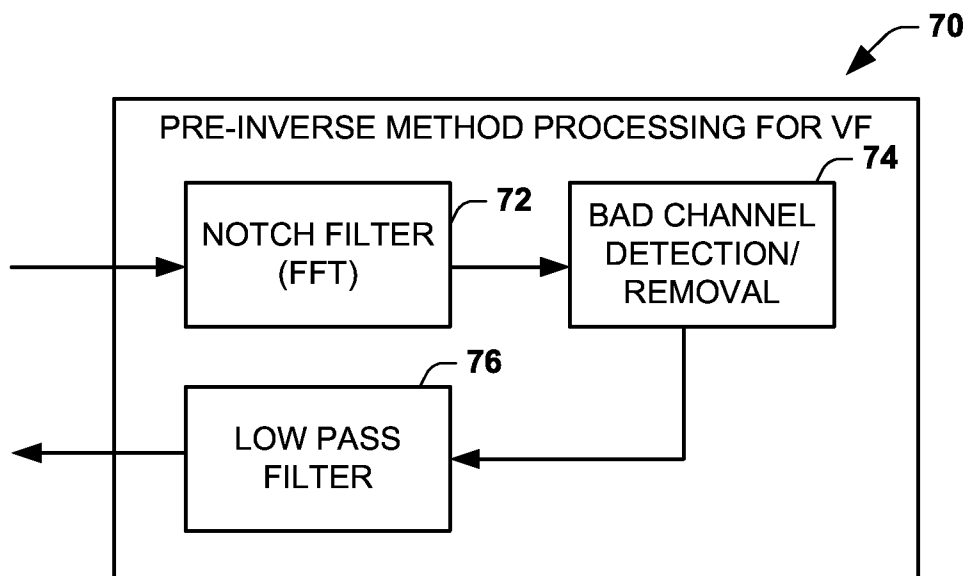 70
PRE-INVERSE METHOD PROCESSING FOR VF
72
74
NOTCH FILTER
(FFT)
BAD CHANNEL
DETECTION/
REMOVAL
76
LOW PASS
FILTER